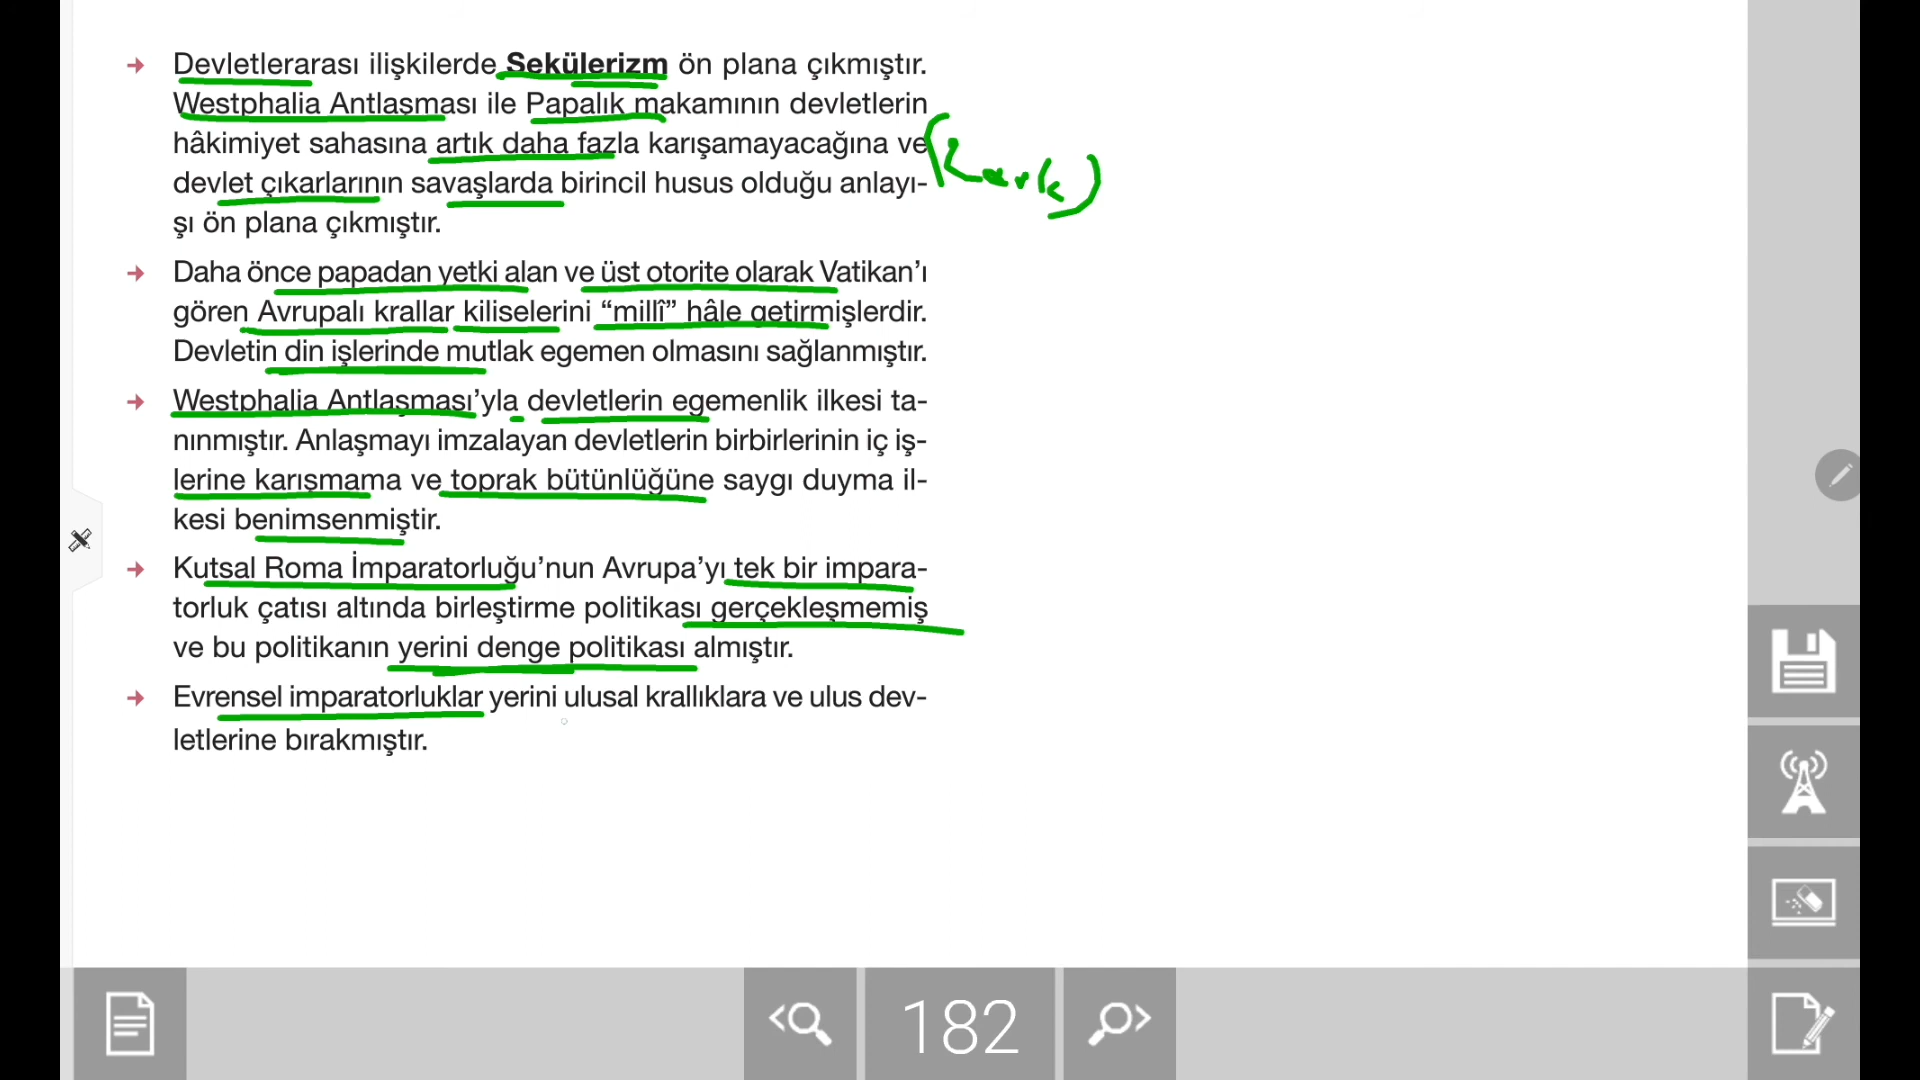 Devletlerarası ilişkilerde Sekülerizm ön plana çıkmıştır.
Westphalia Antlaşması ile Papalık makamının devletlerin
hâkimiyet sahasına artık daha fazla karışamayacağına ve
devlet çıkarlarının savaşlarda birincil husus olduğu anlayı-
şı ön plana çıkmıştır.
Daha önce papadan yetki alan ve üst otorite olarak Vatikan’ı
gören Avrupalı krallar kiliselerini “millî” hâle getirmişlerdir.
Devletin din işlerinde mutlak egemen olmasını sağlanmıştır.
Westphalia Antlaşması’yla devletlerin egemenlik ilkesi ta-
nınmıştır. Anlaşmayı imzalayan devletlerin birbirlerinin iç iş-
lerine karışmama ve toprak bütünlüğüne saygı duyma il-
kesi benimsenmiştir.
Kutsal Roma İmparatorluğu’nun Avrupa’yı tek bir impara-
torluk çatısı altında birleştirme politikası gerçekleşmemiş
ve bu politikanın yerini denge politikası almıştır.
Evrensel imparatorluklar yerini ulusal krallıklara ve ulus dev-
letlerine bırakmıştır.
182